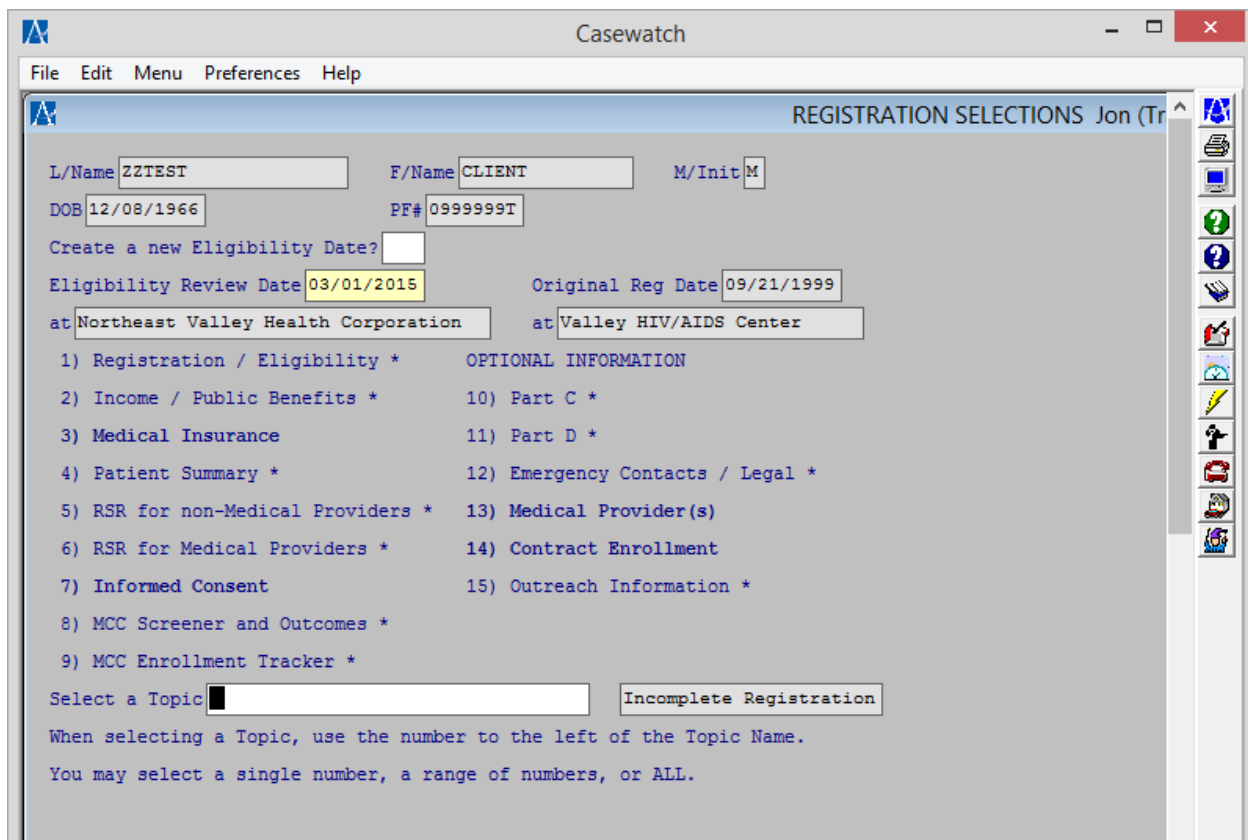 Casewatch
File Edit Menu Preferences Help
REGISTRATION SELECTIONS Jon (Tr
L/Name ZZTEST F/Name CLIENT M/Init M
DOB 12/08/1966 PF# 0999999T
Create a new Eligibility Date?
Eligibility Review Date 03/01/2015 Original Reg Date 09/21/1999
at Northeast Valley Health Corporation at Valley HIV/AIDS Center
1) Registration / Eligibility * OPTIONAL INFORMATION
2) Income / Public Benefits * 10) Part C *
3) Medical Insurance 11) Part D *
4) Patient Summary * 12) Emergency Contacts / Legal *
5) RSR for non-Medical Providers * 13) Medical Provider(s)
6) RSR for Medical Providers * 14) Contract Enrollment
7) Informed Consent 15) Outreach Information *
8) MCC Screener and Outcomes *
9) MCC Enrollment Tracker *
Select a Topic Incomplete Registration
When selecting a Topic, use the number to the left of the Topic Name.
You may select a single number, a range of numbers, or ALL.